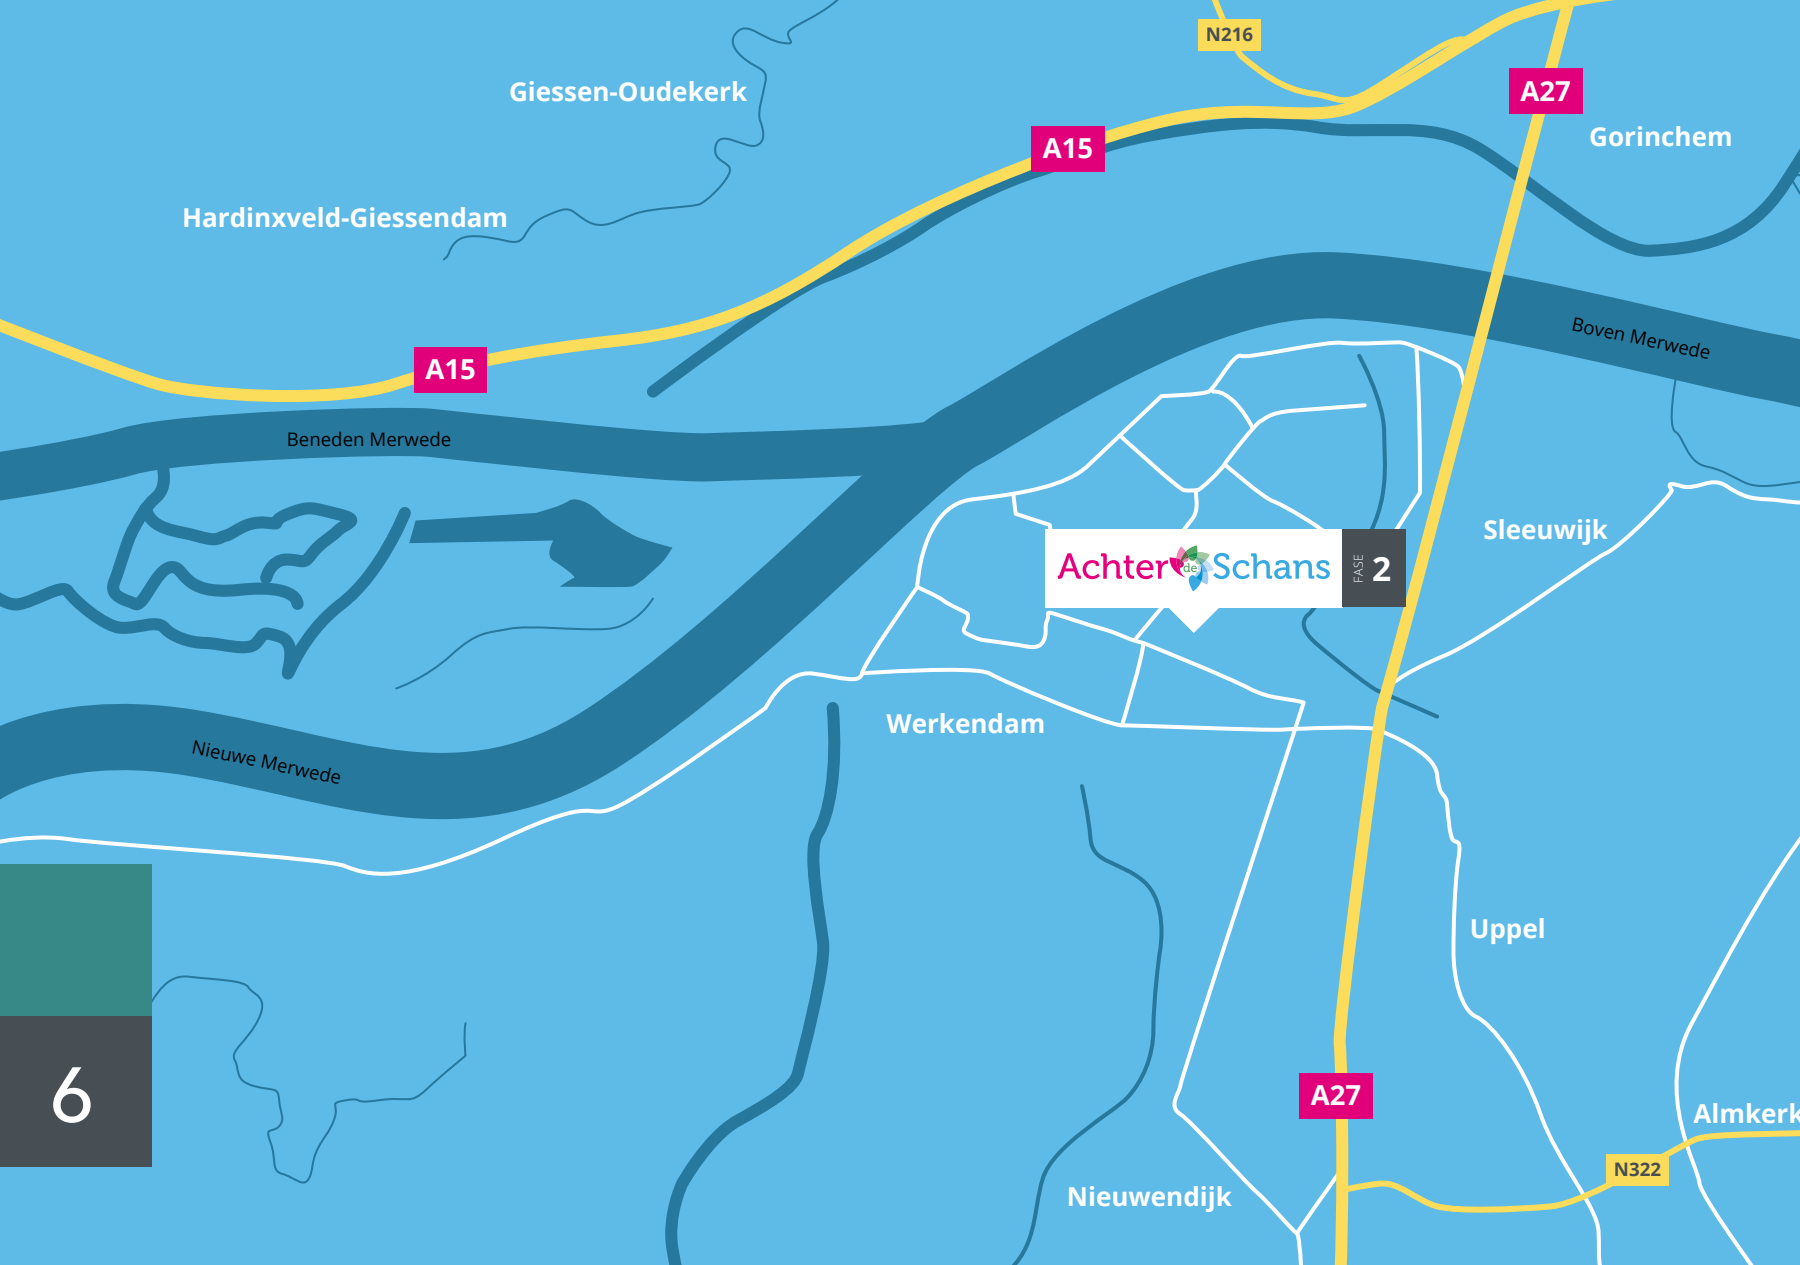 N216
Giessen-Oudekerk
A27
Gorinchem
A15
Hardinxveld-Giessendam
Boven Merwede
A15
Beneden Merwede
Sleeuwijk
Achter de Schans
FASE 2
Werkendam
Nieuwe Merwede
Uppel
6
A27
Almkerk
N322
Nieuwendijk